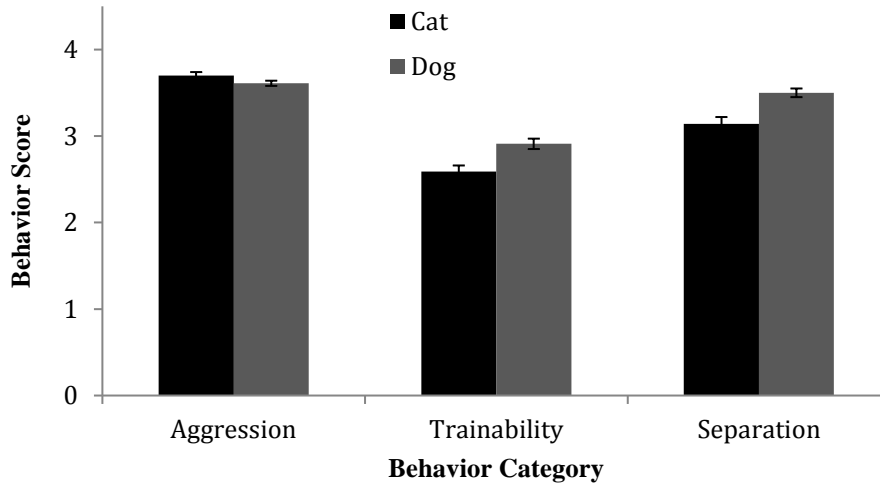 Cat
Dog
4
3
2
1
0
Behavior Score
Aggression Trainability Separation
Behavior Category